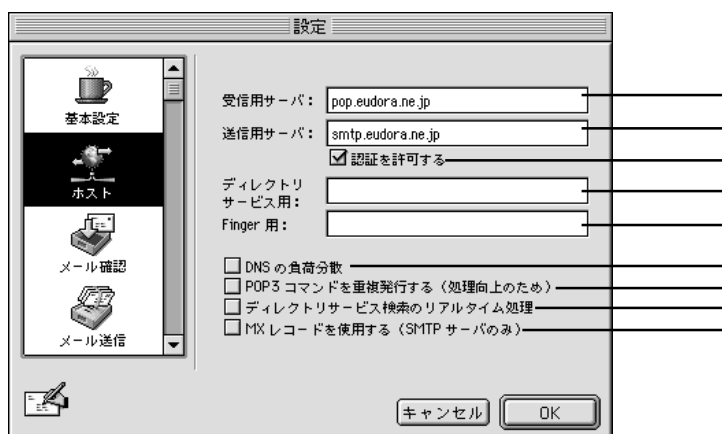 設定
基本設定
ホスト
メール確認
メール送信
受信用サーバ：
pop.eudora.ne.jp
送信用サーバ：
smtp.eudora.ne.jp
認証を許可する
ディレクトリ
サービス用：
Finger 用：
DNS の負荷分散
POP3 コマンドを重複発行する（処理向上のため）
ディレクトリサービス検索のリアルタイム処理
MX レコードを使用する（SMTP サーバのみ）
キャンセル
OK